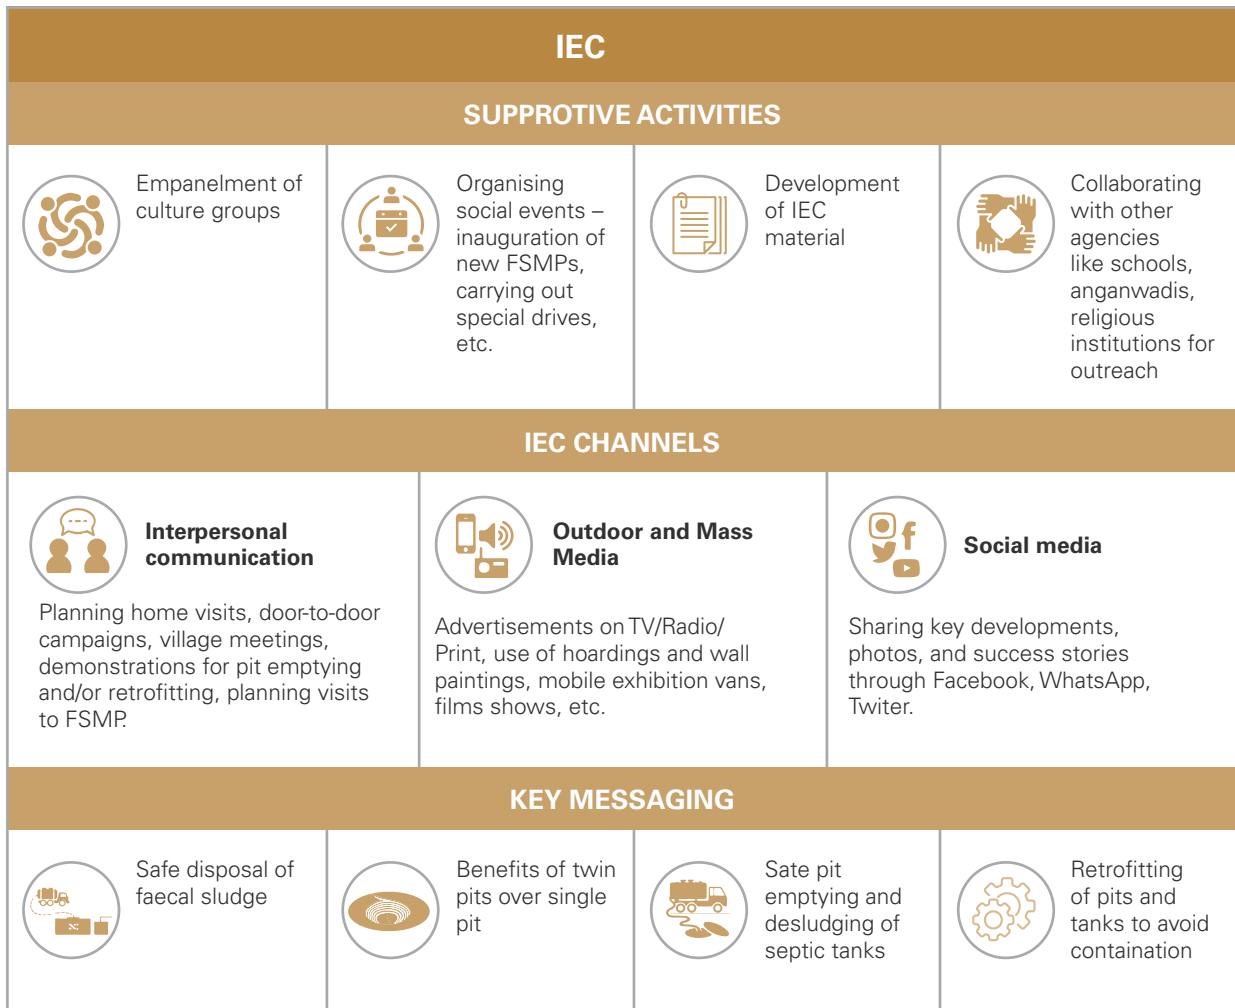 IEC
SUPPROTIVE ACTIVITIES
Empanelment of
culture groups
Organising
social events –
inauguration of
new FSMPs,
carrying out
special drives,
etc.
Development
of IEC
material
Collaborating
with other
agencies
like schools,
anganwadis,
religious
institutions for
outreach
IEC CHANNELS
Interpersonal
communication
Planning home visits, door-to-door
campaigns, village meetings,
demonstrations for pit emptying
and/or retrofitting, planning visits
to FSMP.
Outdoor and Mass
Media
Advertisements on TV/Radio/
Print, use of hoardings and wall
paintings, mobile exhibition vans,
films shows, etc.
Social media
Sharing key developments,
photos, and success stories
through Facebook, WhatsApp,
Twiter.
KEY MESSAGING
Safe disposal of
faecal sludge
Benefits of twin
pits over single
pit
Sate pit
emptying and
desludging of
septic tanks
Retrofitting
of pits and
tanks to avoid
containation